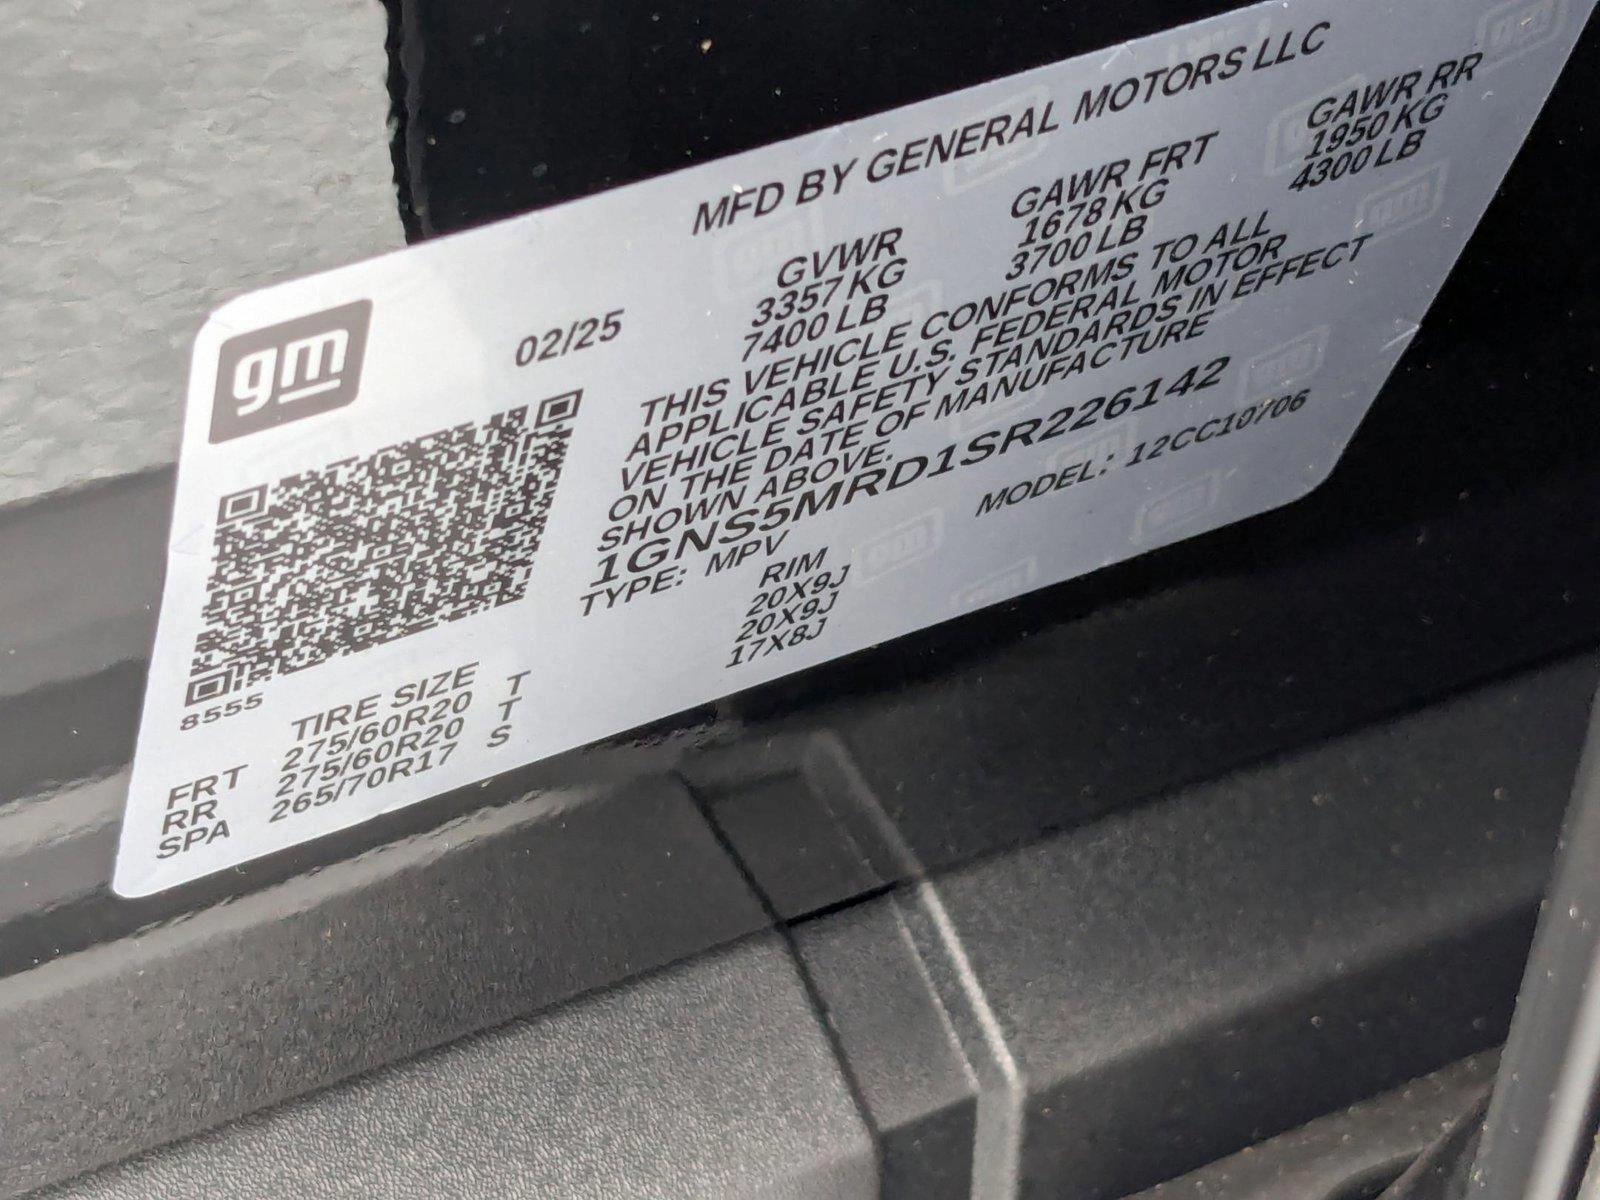 MFD BY GENERAL MOTORS LLC
gm
02/25
GVWR GAWR FRT GAWR RR
3357 KG 1678 KG 1950 KG
7400 LB 3700 LB 4300 LB
THIS VEHICLE CONFORMS TO ALL
APPLICABLE U.S. FEDERAL MOTOR
VEHICLE SAFETY STANDARDS IN EFFECT
ON THE DATE OF MANUFACTURE
SHOWN ABOVE.
1GNS5MRD1SR226142
TYPE: MPV MODEL: 12CC10706
8555
TIRE SIZE RIM
FRT 275/60R20 T 20X9J
RR 275/60R20 T 20X9J
SPA 265/70R17 S 17X8J